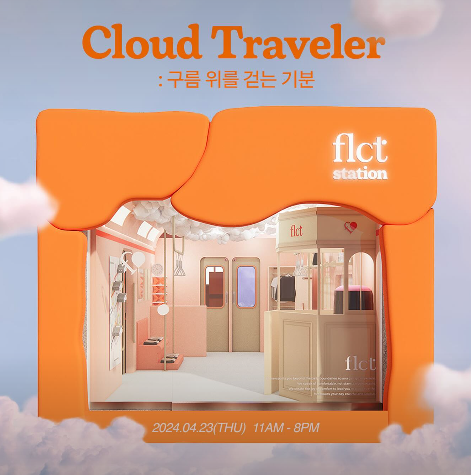 Cloud Traveler
: 구름 위를 걷는 기분
flct
station
flct
flct
2024.04.23(THU) 11AM - 8PM